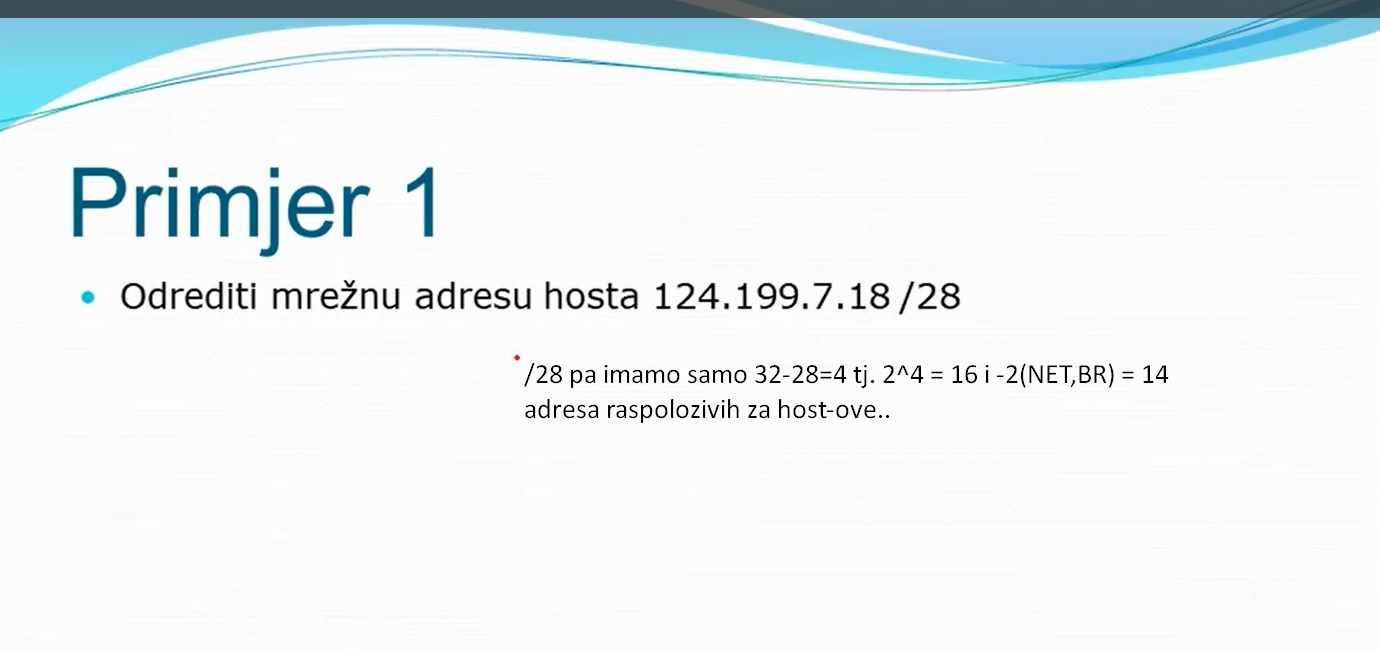 Primjer 1
• Odrediti mrežnu adresu hosta 124.199.7.18 /28
/28 pa imamo samo 32-28=4 tj. 2^4 = 16 i -2(NET,BR) = 14
adresa raspolozivih za host-ove..